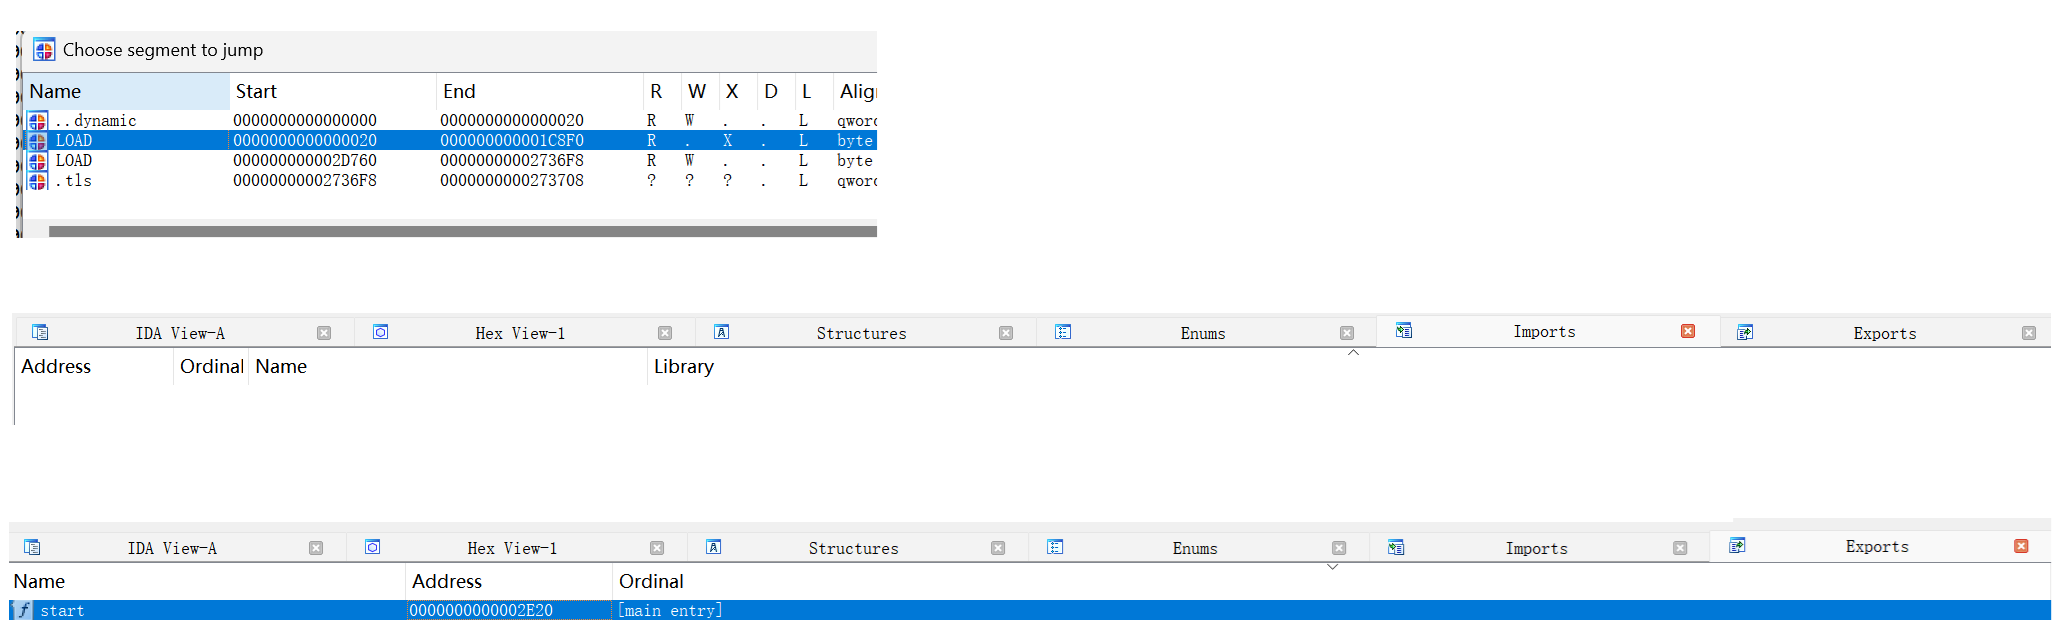 Choose segment to jump
Name Start End R W X D L Alig
..dynamic 0000000000000000 0000000000000020 R W . . L qword
LOAD 0000000000000020 000000000001C8F0 R . X . L byte
LOAD 000000000002D760 00000000002736F8 R W . . L byte
.tls 00000000002736F8 0000000000273708 ? ? ? . L qword
IDA View-A Hex View-1 Structures Enums Imports Exports
Address Ordinal Name Library
IDA View-A Hex View-1 Structures Enums Imports Exports
Name Address Ordinal
f start 0000000000002E20 [main entry]